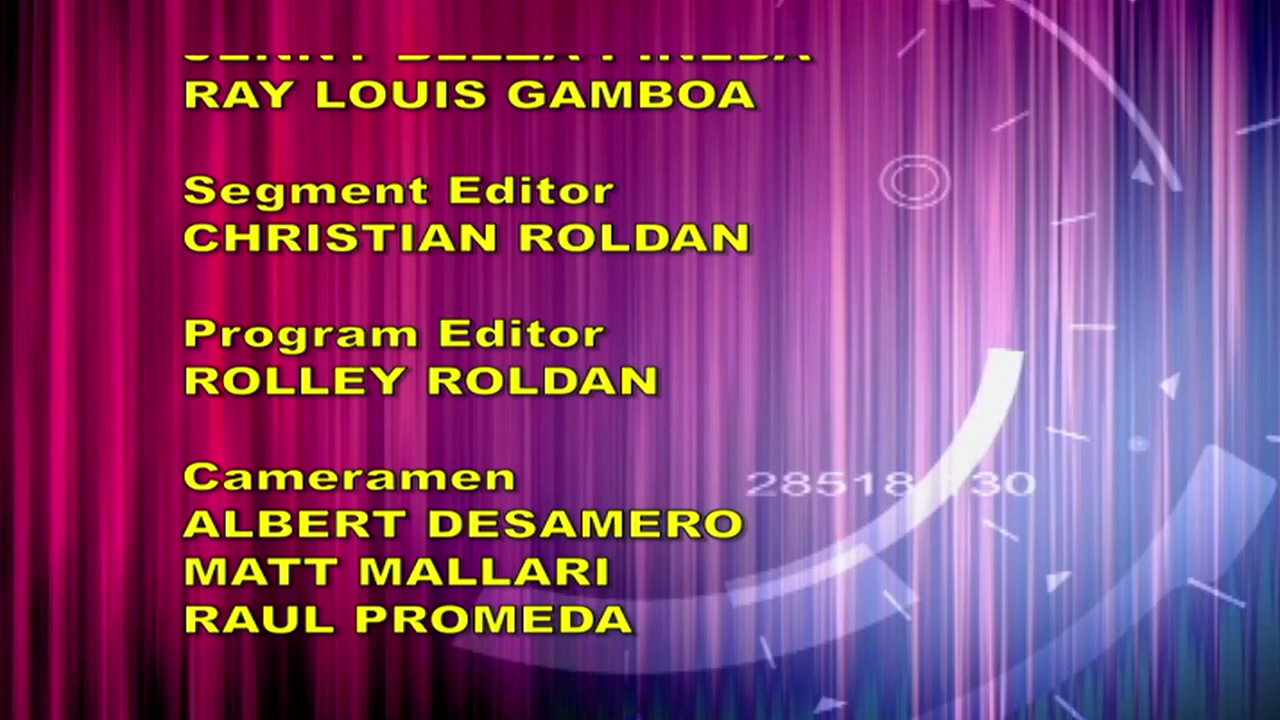 RAY LOUIS GAMBOA
Segment Editor
CHRISTIAN ROLDAN
Program Editor
ROLLEY ROLDAN
Cameramen
ALBERT DESAMERO
MATT MALLARI
RAUL PROMEDA